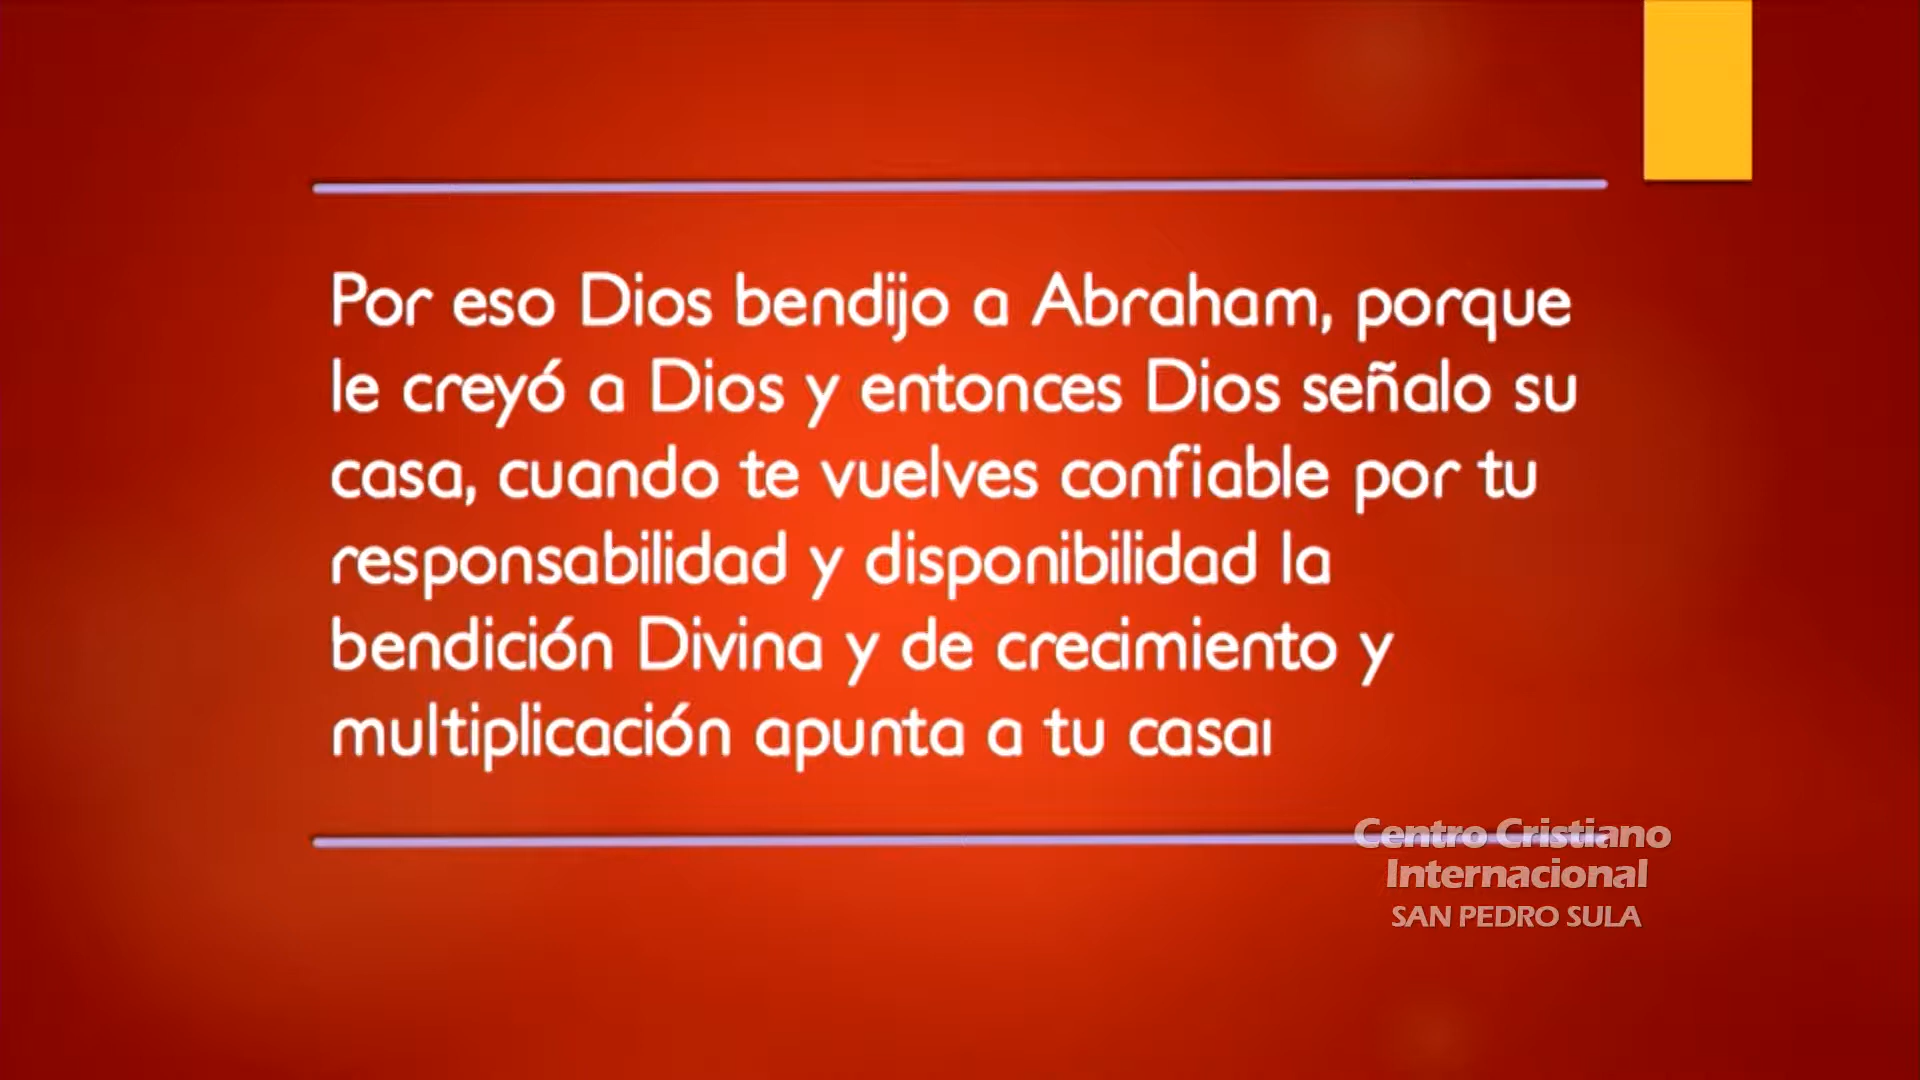 Por eso Dios bendijo a Abraham, porque
le creyó a Dios y entonces Dios señalo su
casa, cuando te vuelves confiable por tu
responsabilidad y disponibilidad la
bendición Divina y de crecimiento y
multiplicación apunta a tu casaı
Centro Cristiano
Internacional
SAN PEDRO SULA